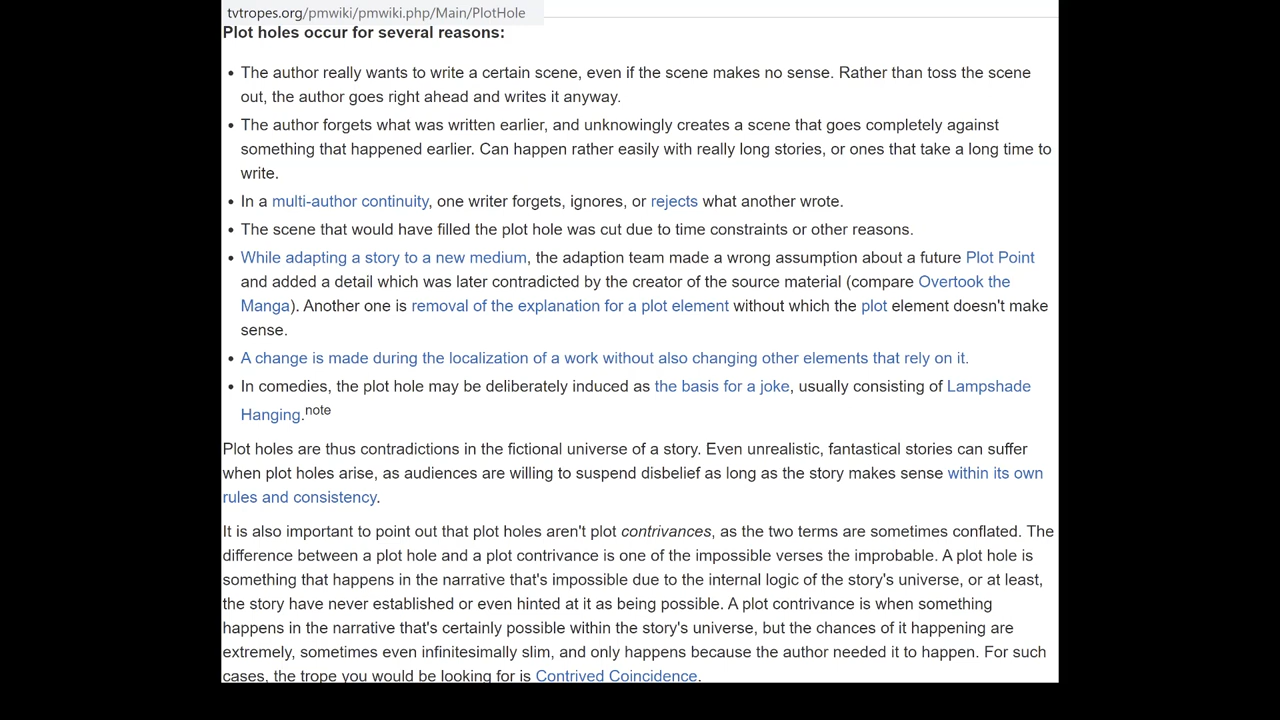 tvtropes.org/pmwiki/pmwiki.php/Main/PlotHole
Plot holes occur for several reasons:
• The author really wants to write a certain scene, even if the scene makes no sense. Rather than toss the scene
out, the author goes right ahead and writes it anyway.
• The author forgets what was written earlier, and unknowingly creates a scene that goes completely against
something that happened earlier. Can happen rather easily with really long stories, or ones that take a long time to
write.
• In a multi-author continuity, one writer forgets, ignores, or rejects what another wrote.
• The scene that would have filled the plot hole was cut due to time constraints or other reasons.
• While adapting a story to a new medium, the adaption team made a wrong assumption about a future Plot Point
and added a detail which was later contradicted by the creator of the source material (compare Overtook the
Manga). Another one is removal of the explanation for a plot element without which the plot element doesn't make
sense.
• A change is made during the localization of a work without also changing other elements that rely on it.
• In comedies, the plot hole may be deliberately induced as the basis for a joke, usually consisting of Lampshade
Hanging.note
Plot holes are thus contradictions in the fictional universe of a story. Even unrealistic, fantastical stories can suffer
when plot holes arise, as audiences are willing to suspend disbelief as long as the story makes sense within its own
rules and consistency.
It is also important to point out that plot holes aren't plot contrivances, as the two terms are sometimes conflated. The
difference between a plot hole and a plot contrivance is one of the impossible verses the improbable. A plot hole is
something that happens in the narrative that's impossible due to the internal logic of the story's universe, or at least,
the story have never established or even hinted at it as being possible. A plot contrivance is when something
happens in the narrative that's certainly possible within the story's universe, but the chances of it happening are
extremely, sometimes even infinitesimally slim, and only happens because the author needed it to happen. For such
cases, the trope you would be looking for is Contrived Coincidence.